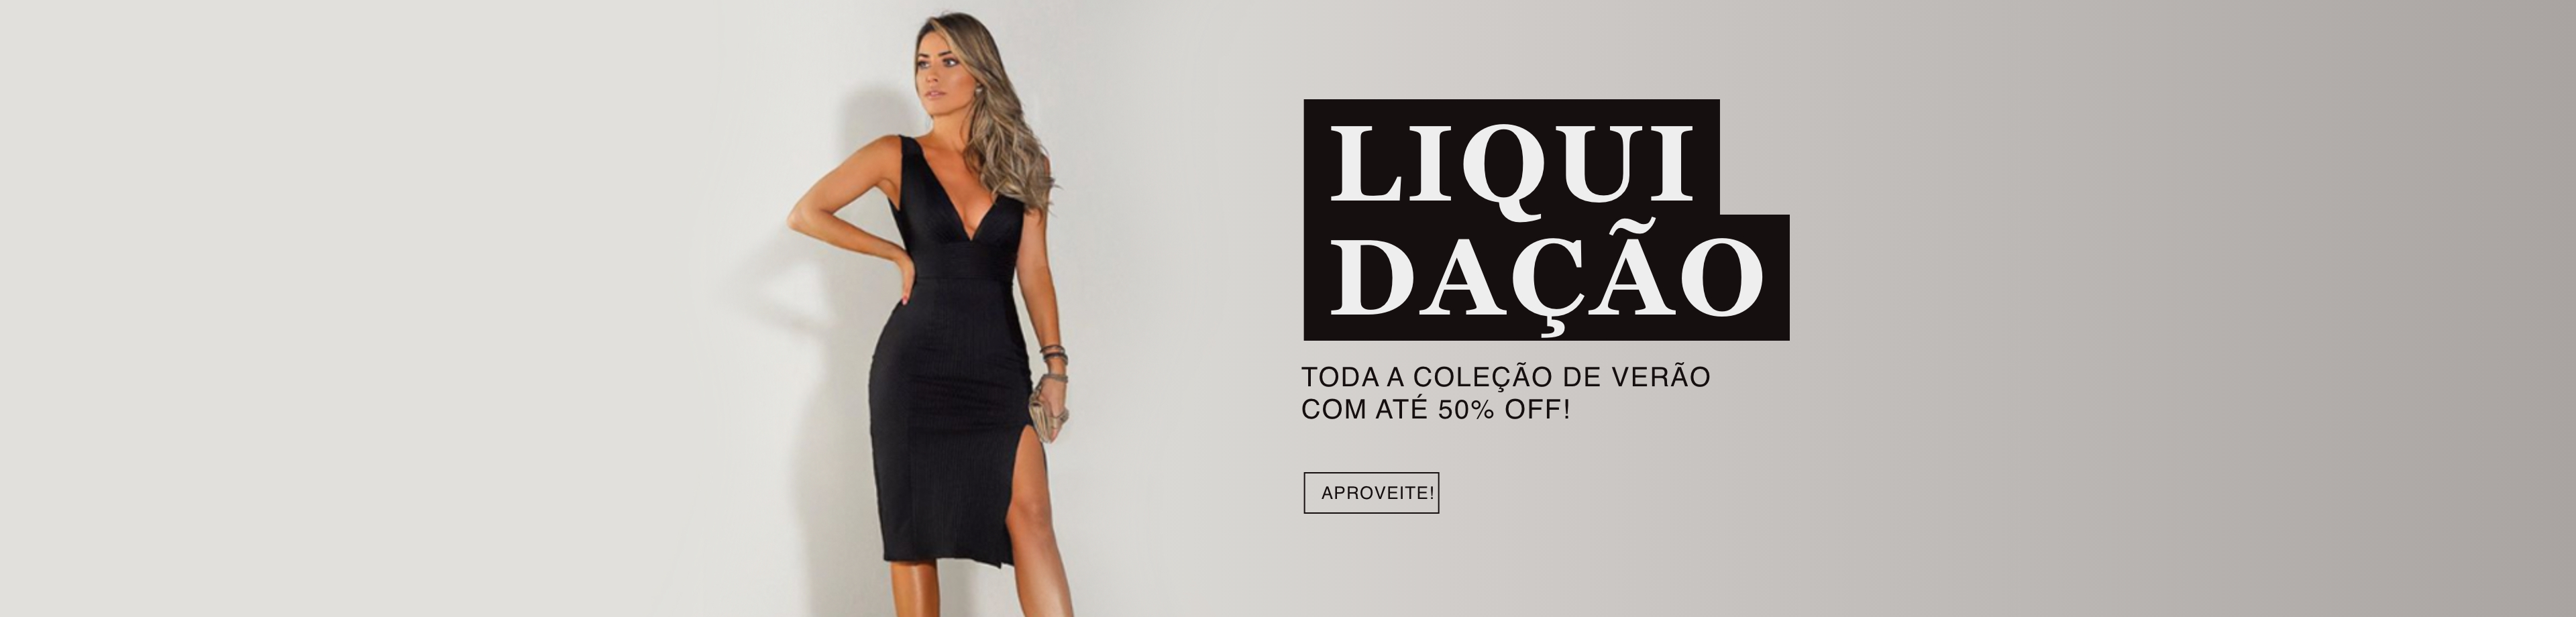 LIQUI
DAÇÃO
TODA A COLEÇÃO DE VERÃO
COM ATÉ 50% OFF!
APROVEITE!